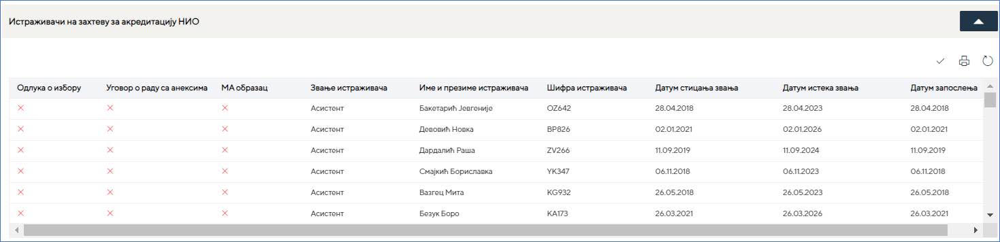 Истраживачи на захтеву за акредитацију НИО
Одлука о избору Уговор о раду са анексима МА образац Звање истраживача Име и презиме истраживача Шифра истраживача Датум стицања звања Датум истека звања Датум запослења
Асистент Бакетарић Јевгеније OZ642 28.04.2018 28.04.2023 28.04.2018
Асистент Девовић Новка BP826 02.01.2021 02.01.2026 02.01.2021
Асистент Дардалић Раша ZV266 11.09.2019 11.09.2024 11.09.2019
Асистент Смајкић Бориславка YK347 06.11.2018 06.11.2023 06.11.2018
Асистент Вазгец Мита KG932 26.05.2018 26.05.2023 26.05.2018
Асистент Безук Боро KA173 26.03.2021 26.03.2026 26.03.2021